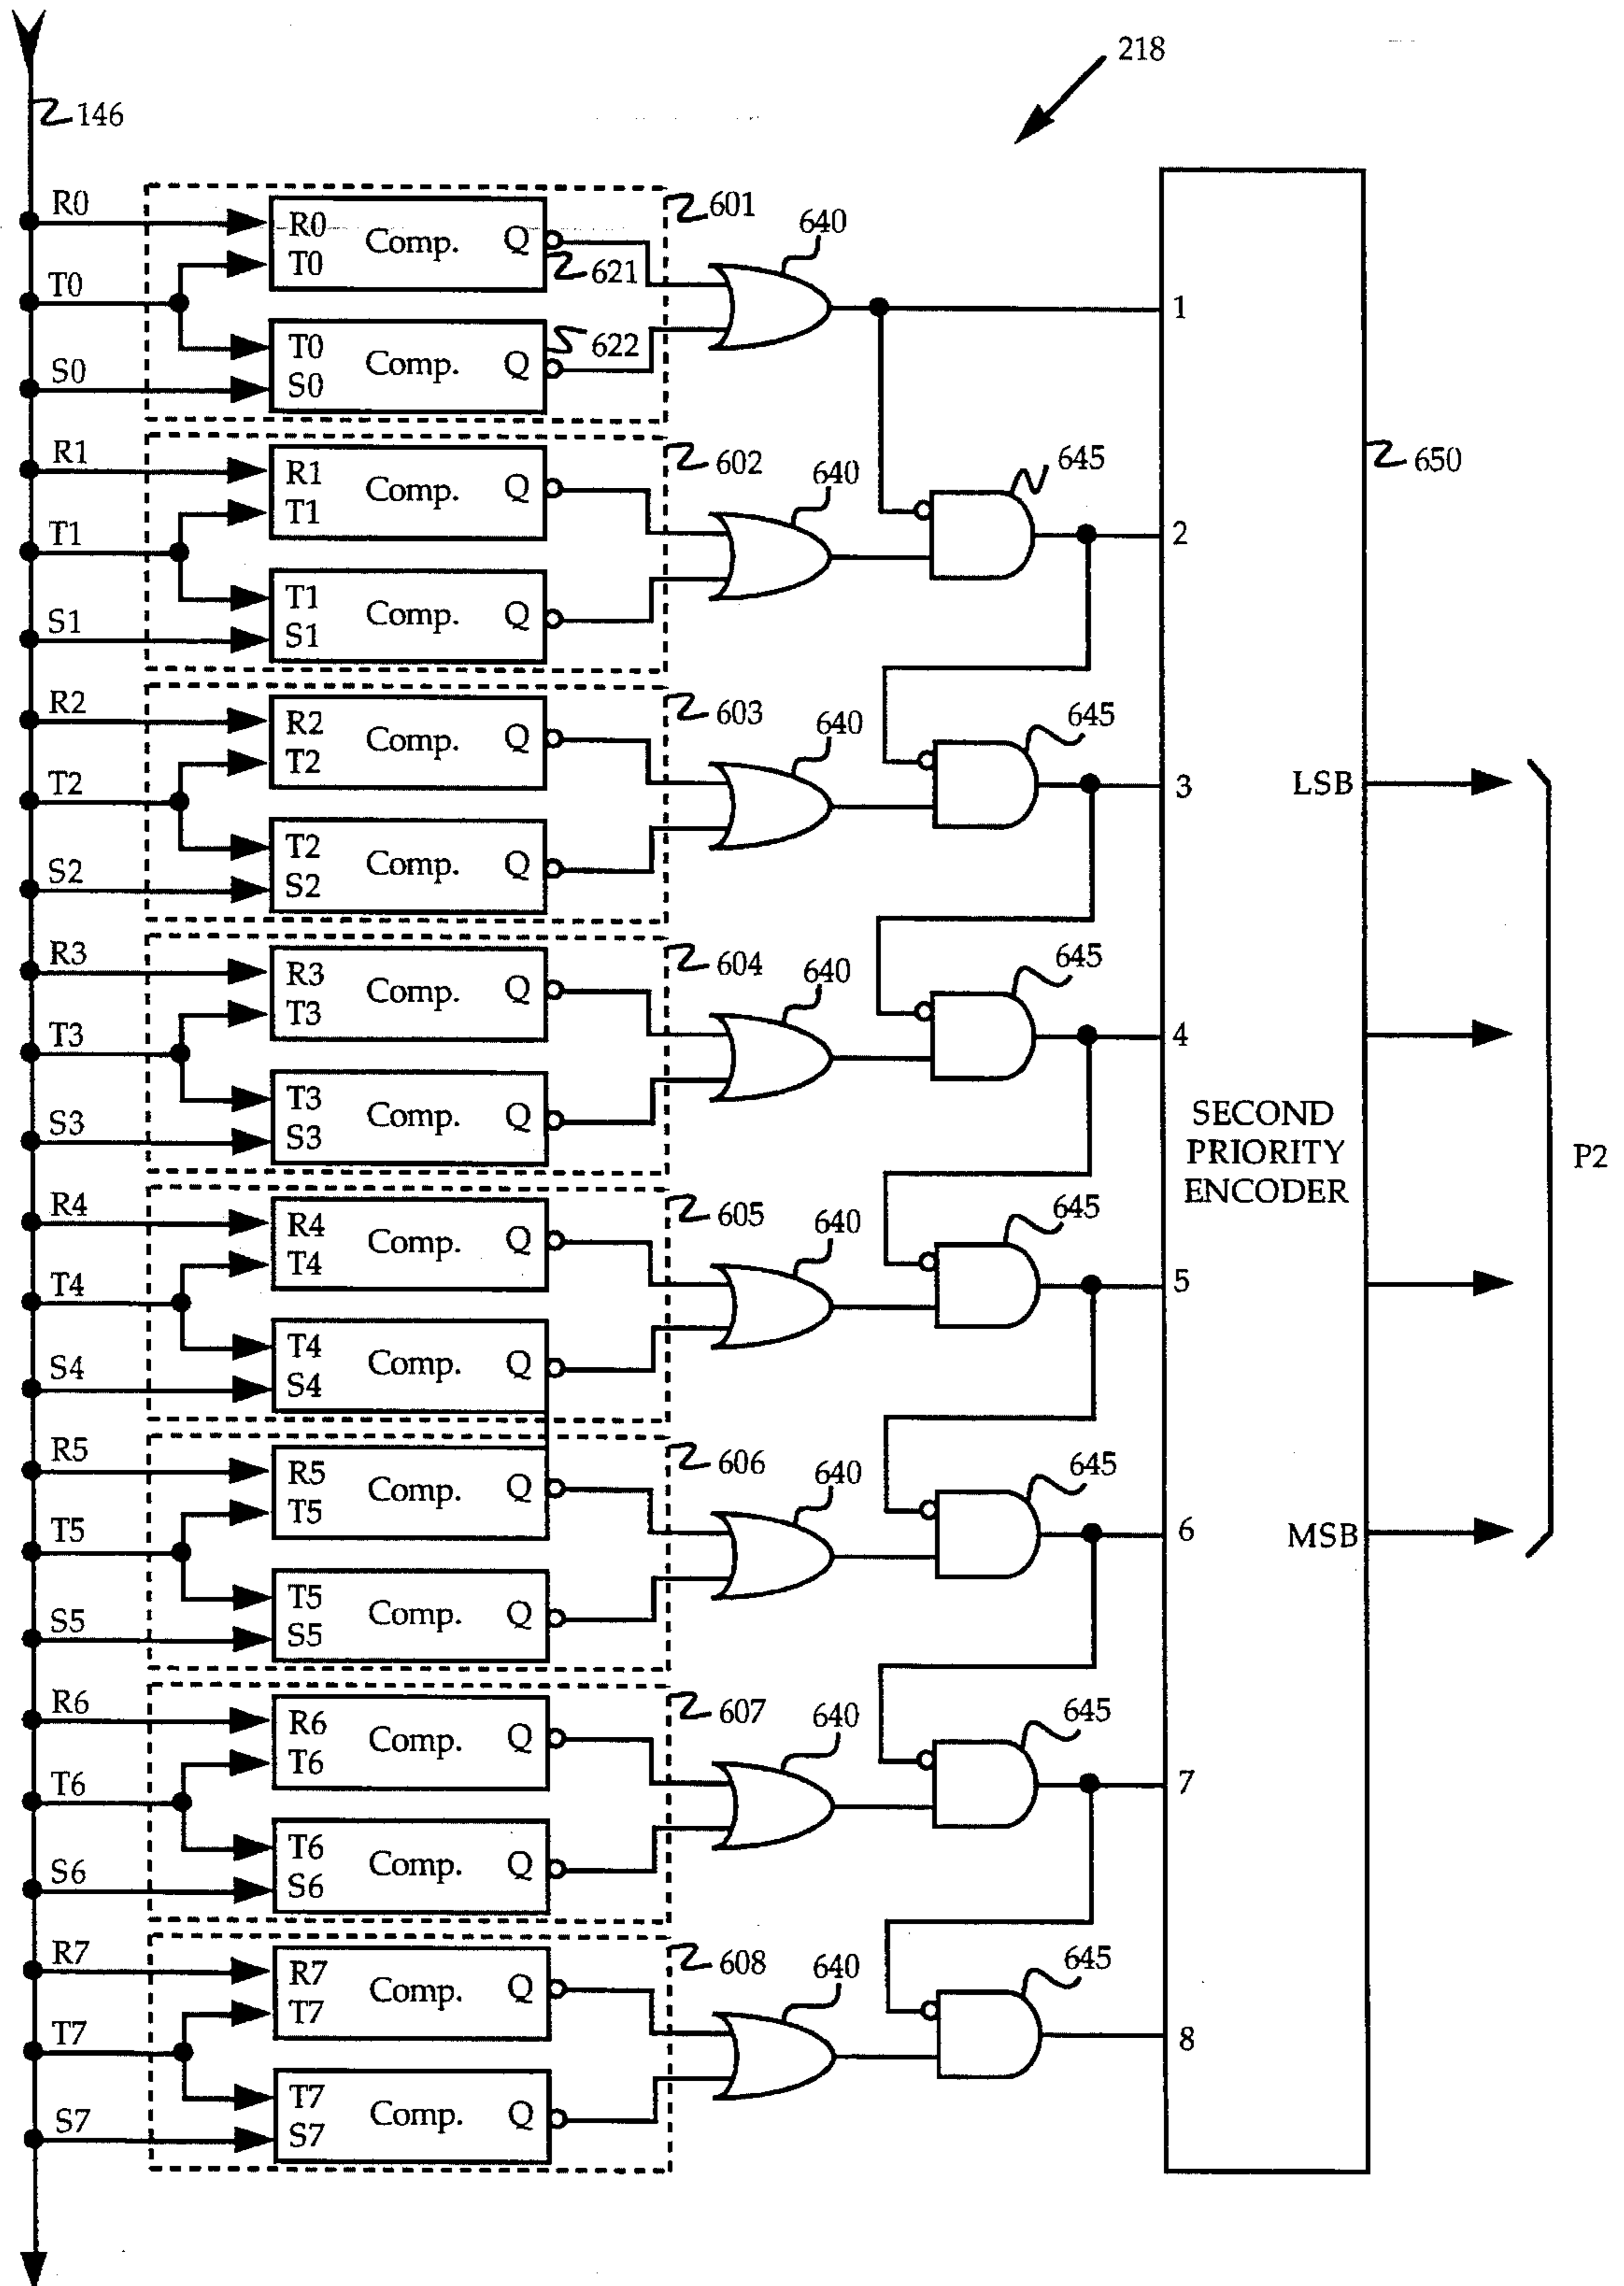 218
146
R0
601
640
R0 Comp. Q
T0
621
T0
1
622
T0 Comp. Q
S0
S0
R1
602
640
645
650
R1 Comp. Q
T1
T1
2
T1 Comp. Q
S1
S1
R2
603
640
645
R2 Comp. Q
T2
T2
3
LSB
T2 Comp. Q
S2
S2
R3
604
640
645
R3 Comp. Q
T3
T3
4
T3 Comp. Q
S3
S3
SECOND
PRIORITY
ENCODER
P2
R4
605
640
645
R4 Comp. Q
T4
T4
5
T4 Comp. Q
S4
S4
R5
606
640
645
R5 Comp. Q
T5
T5
6
MSB
T5 Comp. Q
S5
S5
R6
607
640
645
R6 Comp. Q
T6
T6
7
T6 Comp. Q
S6
S6
R7
608
640
645
R7 Comp. Q
T7
T7
8
T7 Comp. Q
S7
S7